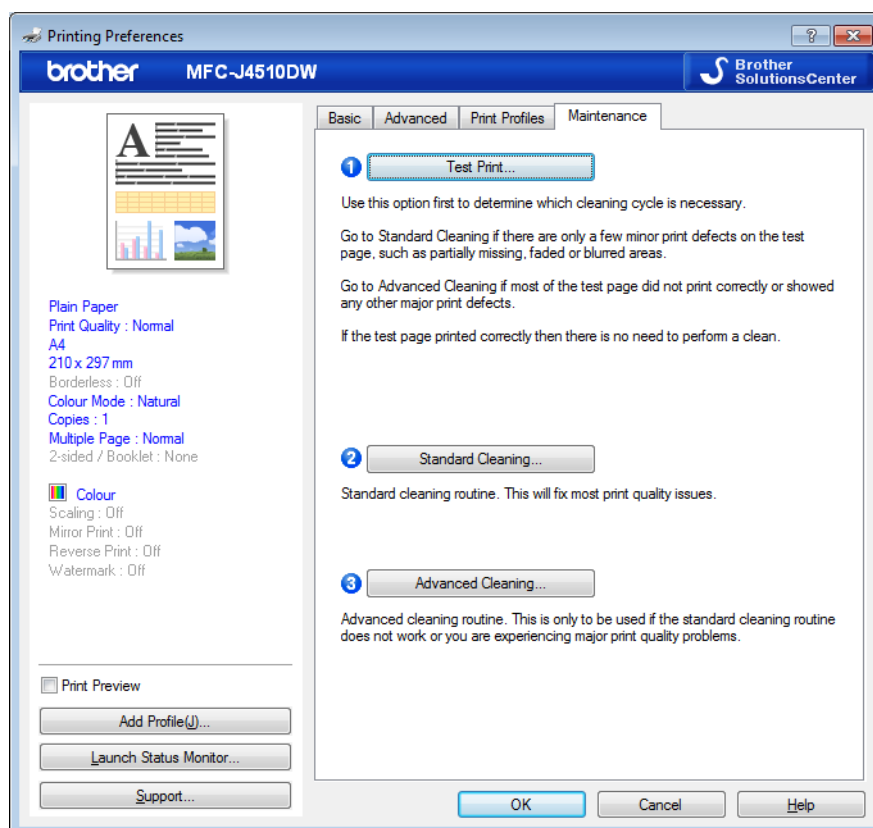 Printing Preferences
brother MFC-J4510DW
Brother
SolutionsCenter
A
Plain Paper
Print Quality : Normal
A4
210 x 297 mm
Borderless : Off
Colour Mode : Natural
Copies : 1
Multiple Page : Normal
2-sided / Booklet : None
Colour
Scaling : Off
Mirror Print : Off
Reverse Print : Off
Watermark : Off
Print Preview
Add Profile(J)...
Launch Status Monitor...
Support...
Basic Advanced Print Profiles Maintenance
1 Test Print...
Use this option first to determine which cleaning cycle is necessary.
Go to Standard Cleaning if there are only a few minor print defects on the test
page, such as partially missing, faded or blurred areas.
Go to Advanced Cleaning if most of the test page did not print correctly or showed
any other major print defects.
If the test page printed correctly then there is no need to perform a clean.
2 Standard Cleaning...
Standard cleaning routine. This will fix most print quality issues.
3 Advanced Cleaning...
Advanced cleaning routine. This is only to be used if the standard cleaning routine
does not work or you are experiencing major print quality problems.
OK Cancel Help